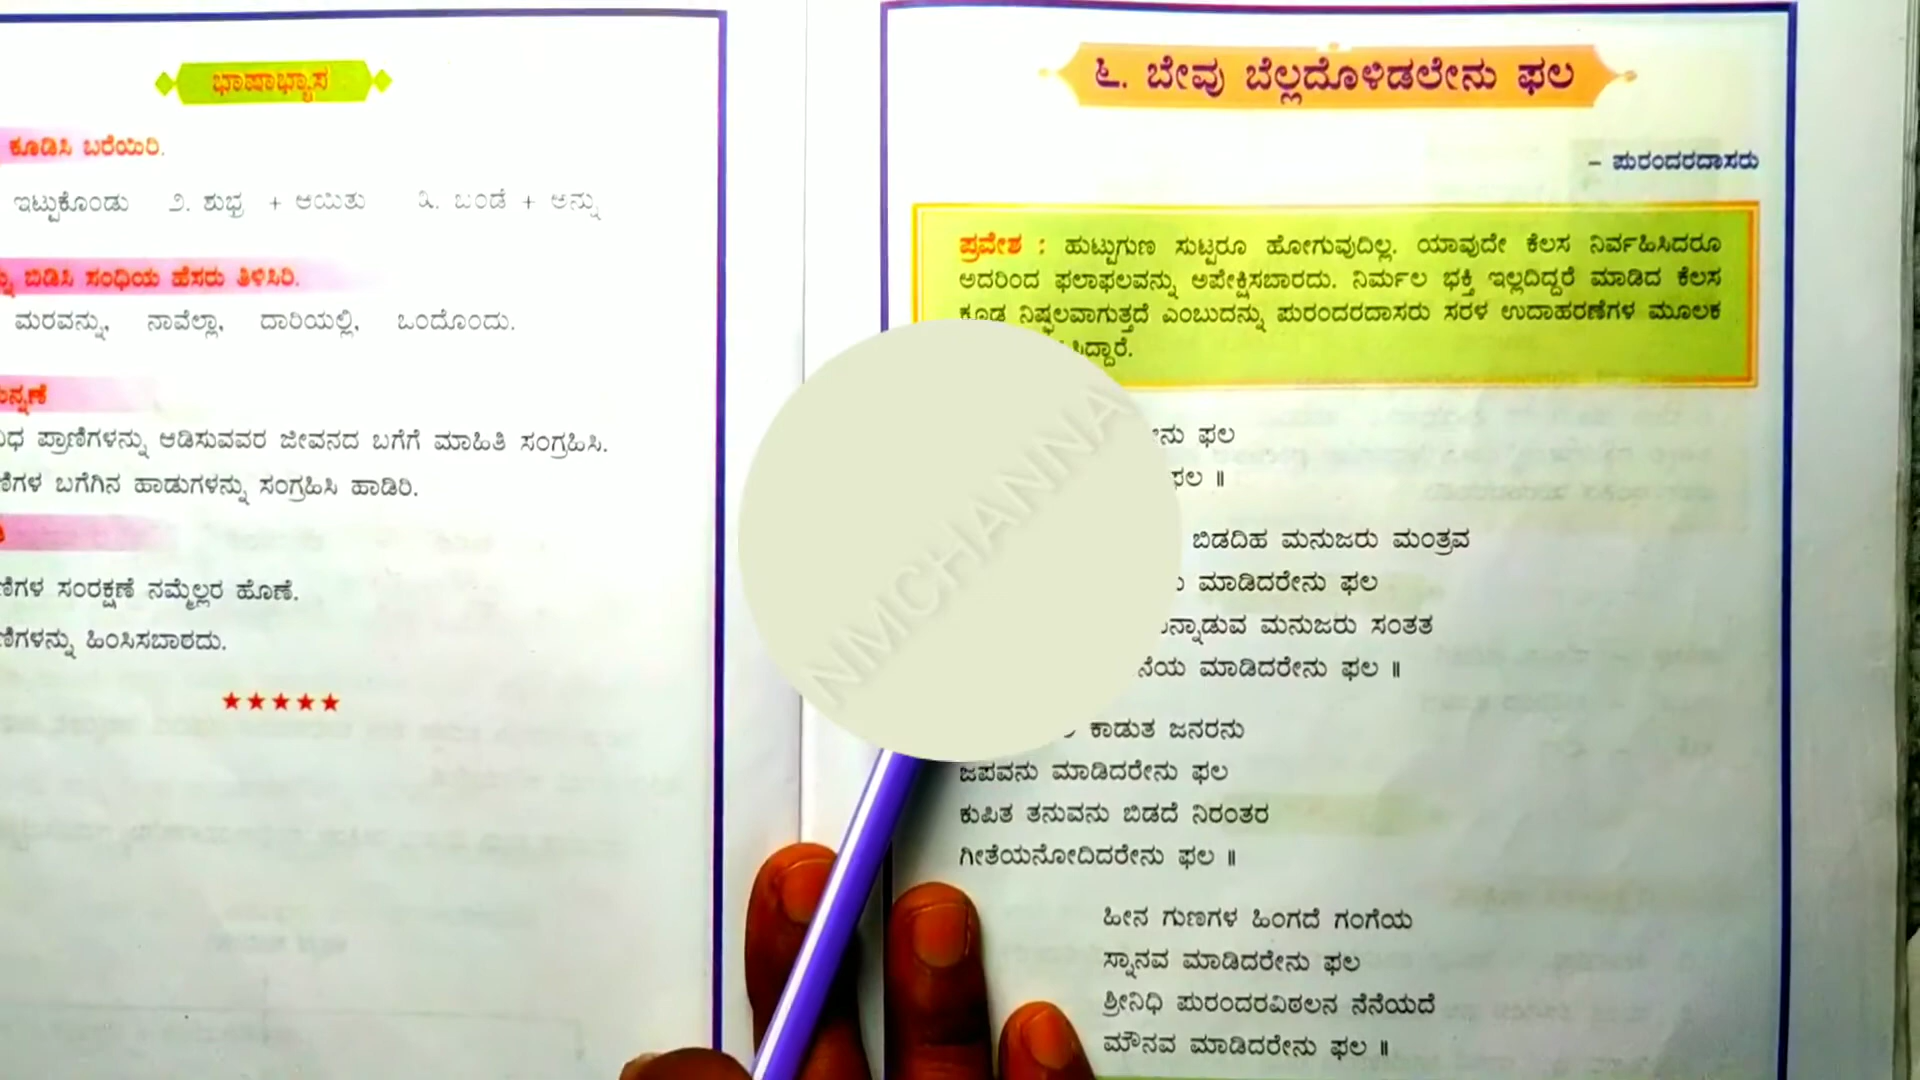 ಭಾಷಾಭ್ಯಾಸ
ಕೂಡಿಸಿ ಬರೆಯಿರಿ.
ಇಟ್ಟುಕೊಂಡು ೨. ಶುಭ್ರ + ಆಯಿತು ೩. ಬಂಡೆ + ಅನ್ನು
ಬಿಡಿಸಿ ಸಂಧಿಯ ಹೆಸರು ತಿಳಿಸಿರಿ.
ಮರವನ್ನು, ನಾವೆಲ್ಲಾ, ದಾರಿಯಲ್ಲಿ, ಒಂದೊಂದು.
ಪ್ರಾಣಿಗಳನ್ನು ಆಡಿಸುವವರ ಜೀವನದ ಬಗೆಗೆ ಮಾಹಿತಿ ಸಂಗ್ರಹಿಸಿ.
ಬಗೆಗಿನ ಹಾಡುಗಳನ್ನು ಸಂಗ್ರಹಿಸಿ ಹಾಡಿರಿ.
ಸಂರಕ್ಷಣೆ ನಮ್ಮೆಲ್ಲರ ಹೊಣೆ.
ಹಿಂಸಿಸಬಾರದು.
೬. ಬೇವು ಬೆಲ್ಲದೊಳಿಡಲೇನು ಫಲ
– ಪುರಂದರದಾಸರು
ಪ್ರವೇಶ : ಹುಟ್ಟುಗುಣ ಸುಟ್ಟರೂ ಹೋಗುವುದಿಲ್ಲ. ಯಾವುದೇ ಕೆಲಸ ನಿರ್ವಹಿಸಿದರೂ
ಅದರಿಂದ ಫಲಾಫಲವನ್ನು ಅಪೇಕ್ಷಿಸಬಾರದು. ನಿರ್ಮಲ ಭಕ್ತಿ ಇಲ್ಲದಿದ್ದರೆ ಮಾಡಿದ ಕೆಲಸ
ಕೂಡ ನಿಷ್ಫಲವಾಗುತ್ತದೆ ಎಂಬುದನ್ನು ಪುರಂದರದಾಸರು ಸರಳ ಉದಾಹರಣೆಗಳ ಮೂಲಕ
ಫಲ
ಫಲ ॥
ಬಿಡದಿಹ ಮನುಜರು ಮಂತ್ರವ
ಮಾಡಿದರೇನು ಫಲ
ಮನುಜರು ಸಂತತ
ಮಾಡಿದರೇನು ಫಲ ॥
ಕಾಡುತ ಜನರನು
ಜಪವನು ಮಾಡಿದರೇನು ಫಲ
ಕುಪಿತ ತನುವನು ಬಿಡದೆ ನಿರಂತರ
ಗೀತೆಯನೋದಿದರೇನು ಫಲ ॥
ಹೀನ ಗುಣಗಳ ಹಿಂಗದೆ ಗಂಗೆಯ
ಸ್ನಾನವ ಮಾಡಿದರೇನು ಫಲ
ಶ್ರೀನಿಧಿ ಪುರಂದರವಿಠಲನ ನೆನೆಯದೆ
ಮೌನವ ಮಾಡಿದರೇನು ಫಲ ॥
NMCHANNA